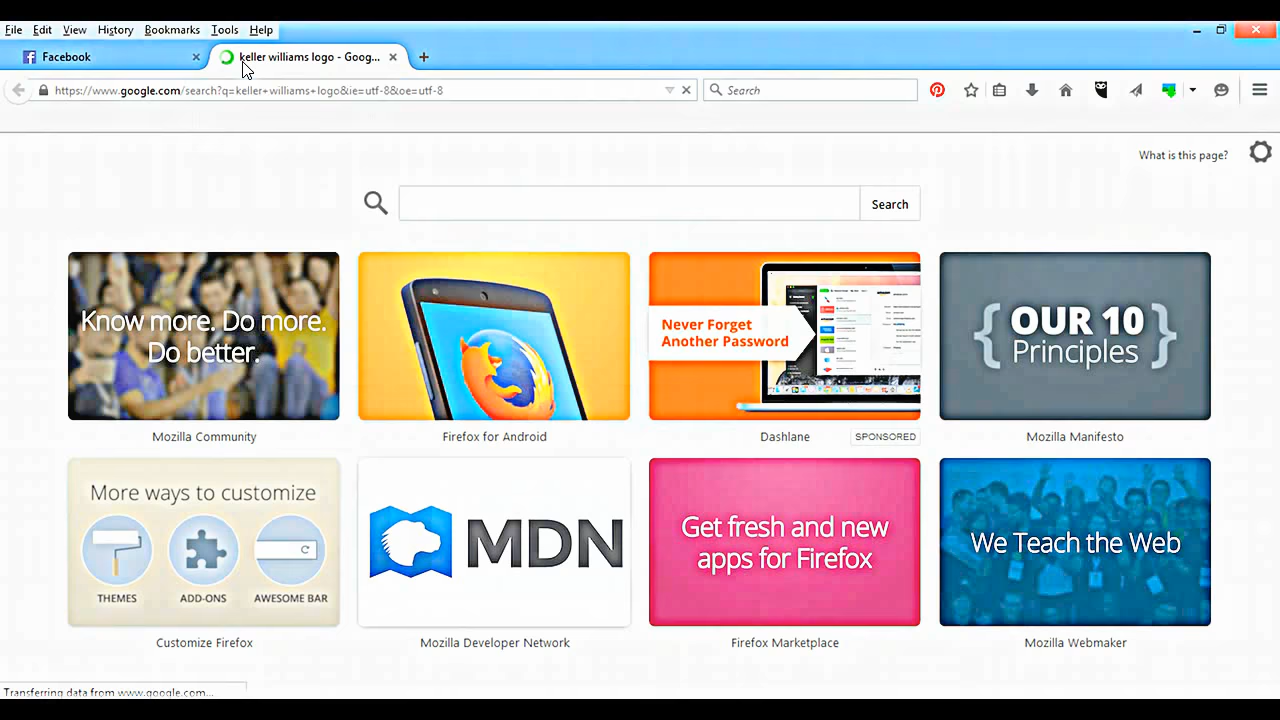 File Edit View History Bookmarks Tools Help
Facebook
keller williams logo - Goog...
https://www.google.com/search?q=keller+williams+logo&ie=utf-8&oe=utf-8
Search
What is this page?
Search
Know more. Do more.
Do better.
Never Forget
Another Password
{ OUR 10
Principles }
Mozilla Community
Firefox for Android
Dashlane
SPONSORED
Mozilla Manifesto
More ways to customize
THEMES
ADD-ONS
AWESOME BAR
MDN
Get fresh and new
apps for Firefox
We Teach the Web
Customize Firefox
Mozilla Developer Network
Firefox Marketplace
Mozilla Webmaker
Transferring data from www.google.com...